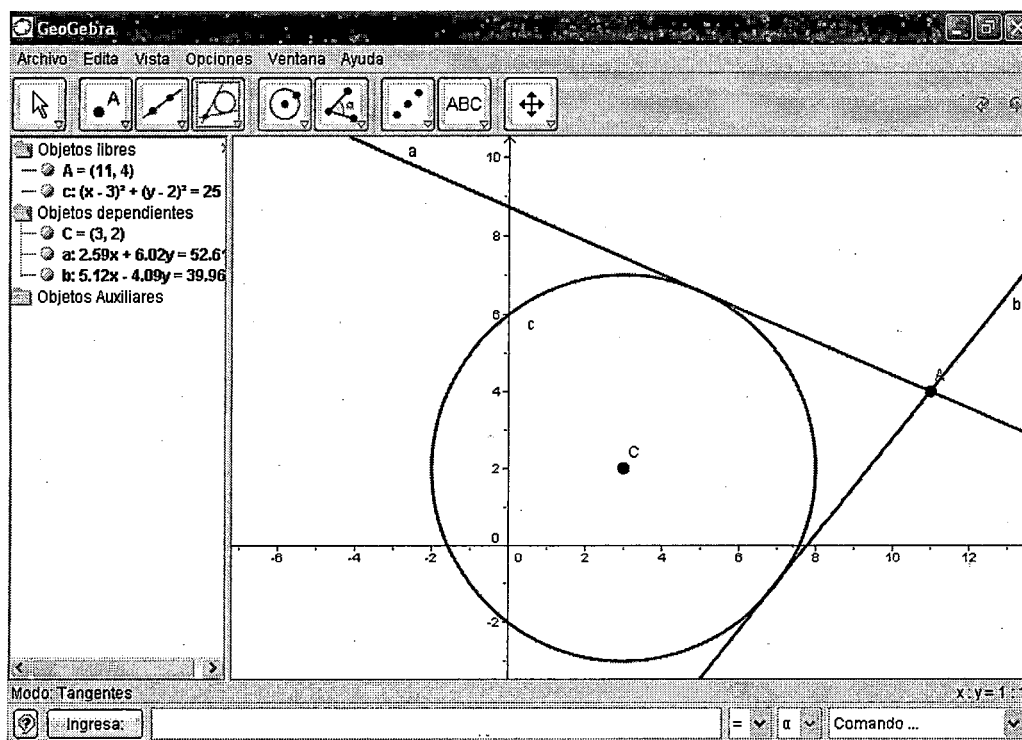 GeoGebra
Archivo Edita Vista Opciones Ventana Ayuda
A ABC
Objetos libres
A = (11, 4)
c: (x - 3)² + (y - 2)² = 25
Objetos dependientes
C = (3, 2)
a: 2.59x + 6.02y = 52.61
b: 5.12x - 4.09y = 39.96
Objetos Auxiliares
a
10
8
b
6
c
A
4
C
2
0
-6 -4 -2 0 2 4 6 8 10 12
-2
Modo: Tangentes
x : y = 1 :
Ingresa:
= α Comando ...